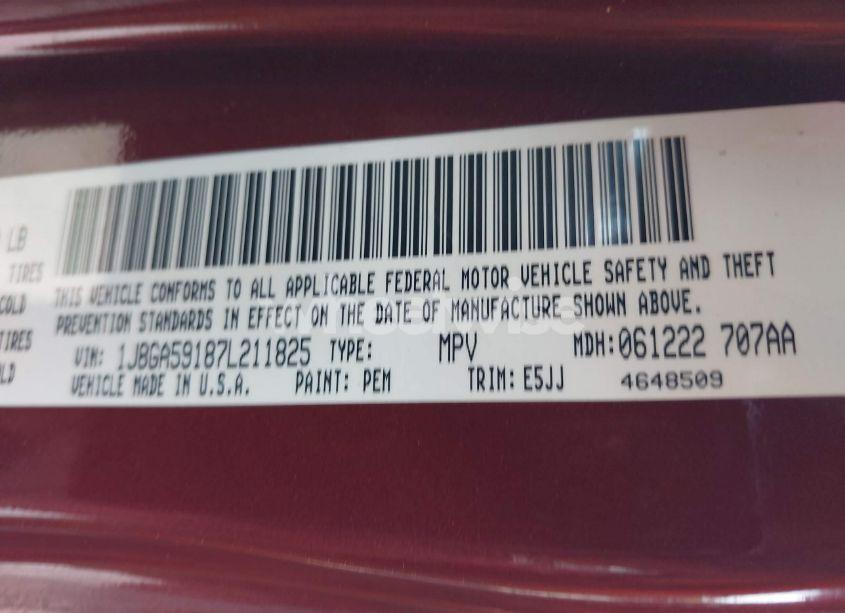 LB
TIRES
COLD
TIRES
LD
THIS VEHICLE CONFORMS TO ALL APPLICABLE FEDERAL MOTOR VEHICLE SAFETY AND THEFT
PREVENTION STANDARDS IN EFFECT ON THE DATE OF MANUFACTURE SHOWN ABOVE.
VIN: 1J8GA59187L211825 TYPE: MPV MDH:061222 707AA
VEHICLE MADE IN U.S.A. PAINT: PEM TRIM: E5JJ 4648509